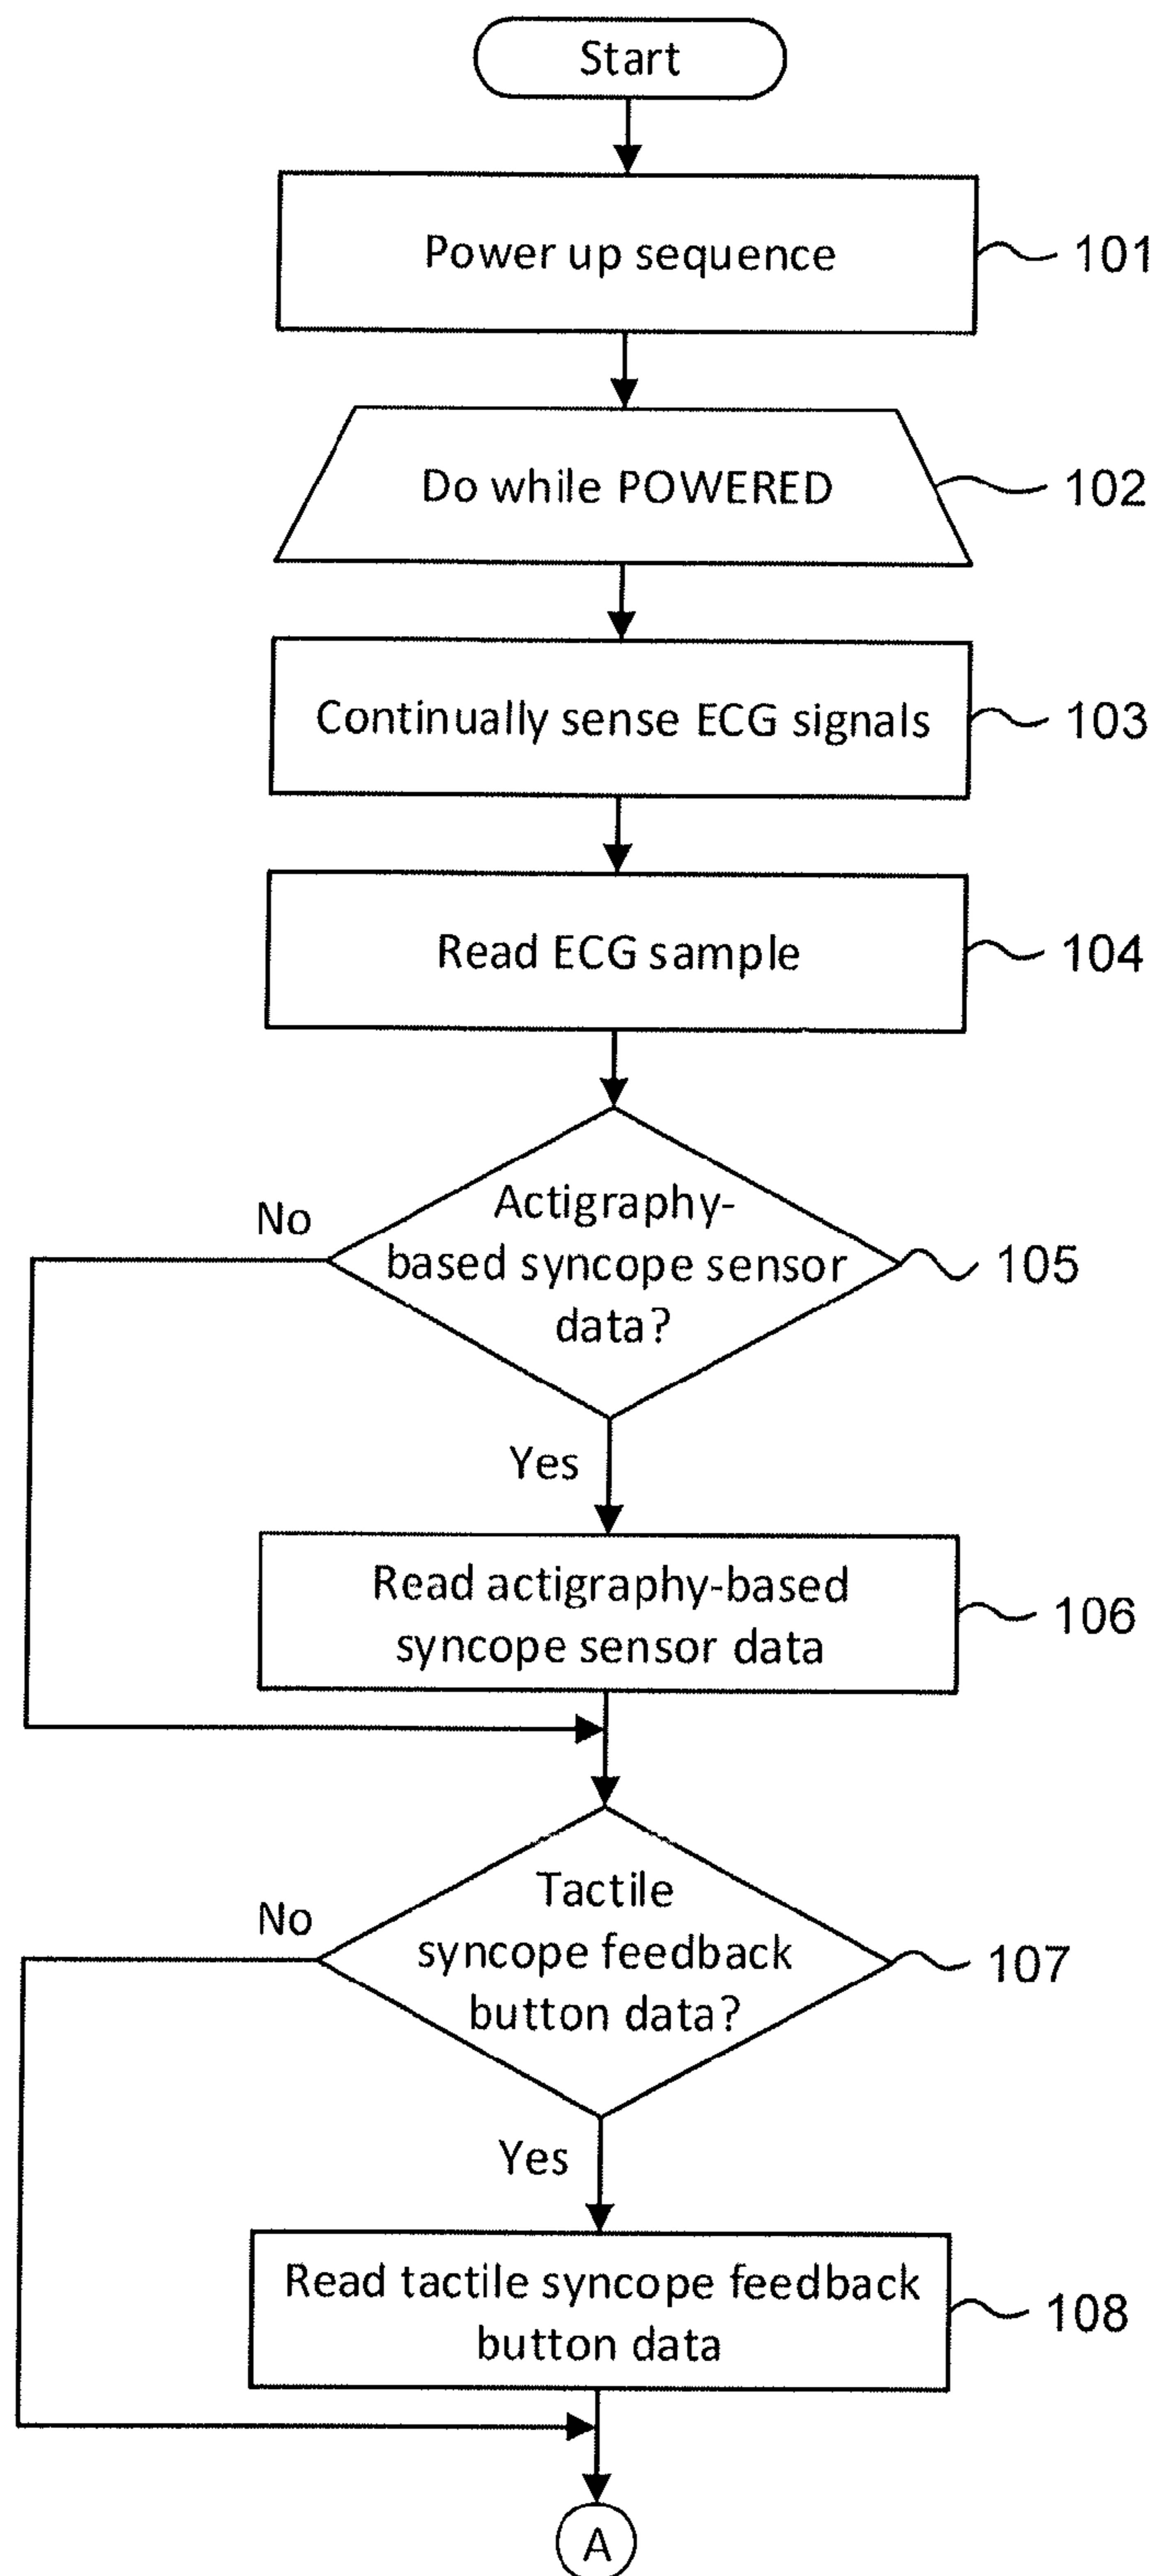 Start
Power up sequence
101
Do while POWERED
102
Continually sense ECG signals
103
Read ECG sample
104
No
Actigraphy-
based syncope sensor
data?
105
Yes
Read actigraphy-based
syncope sensor data
106
No
Tactile
syncope feedback
button data?
107
Yes
Read tactile syncope feedback
button data
108
A